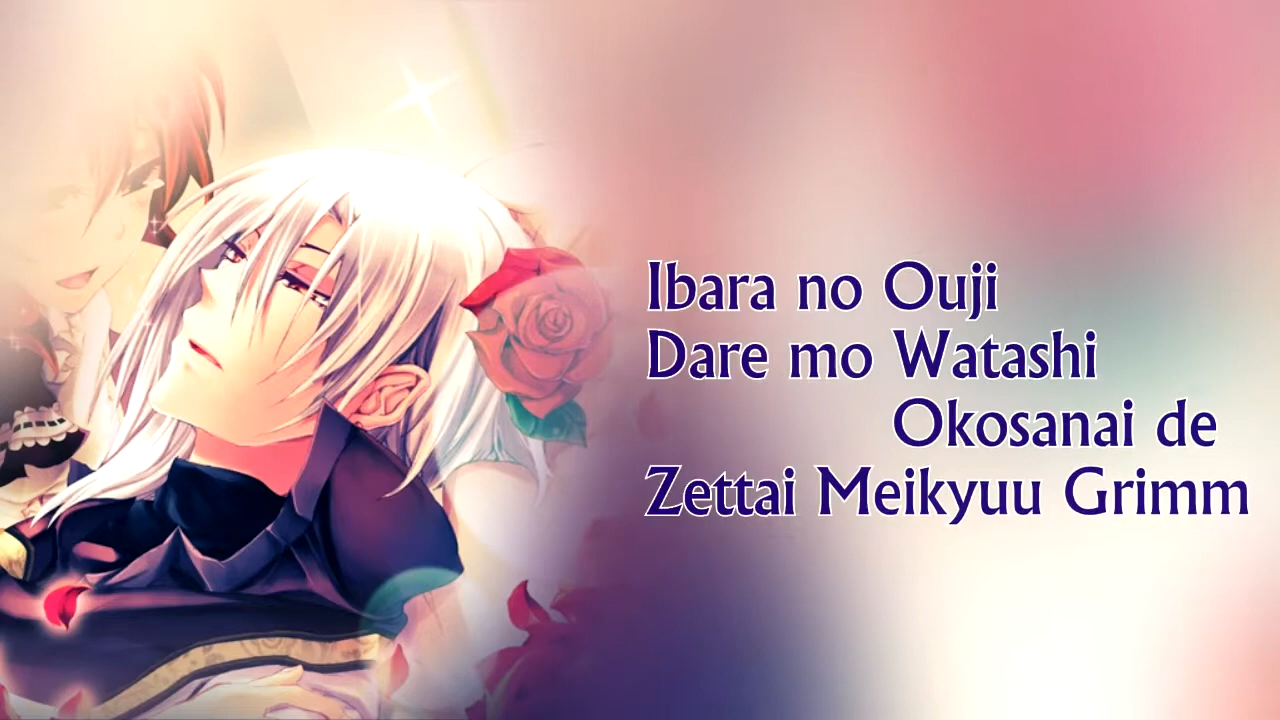 Ibara no Ouji
Dare mo Watashi
Okosanai de
Zettai Meikyuu Grimm